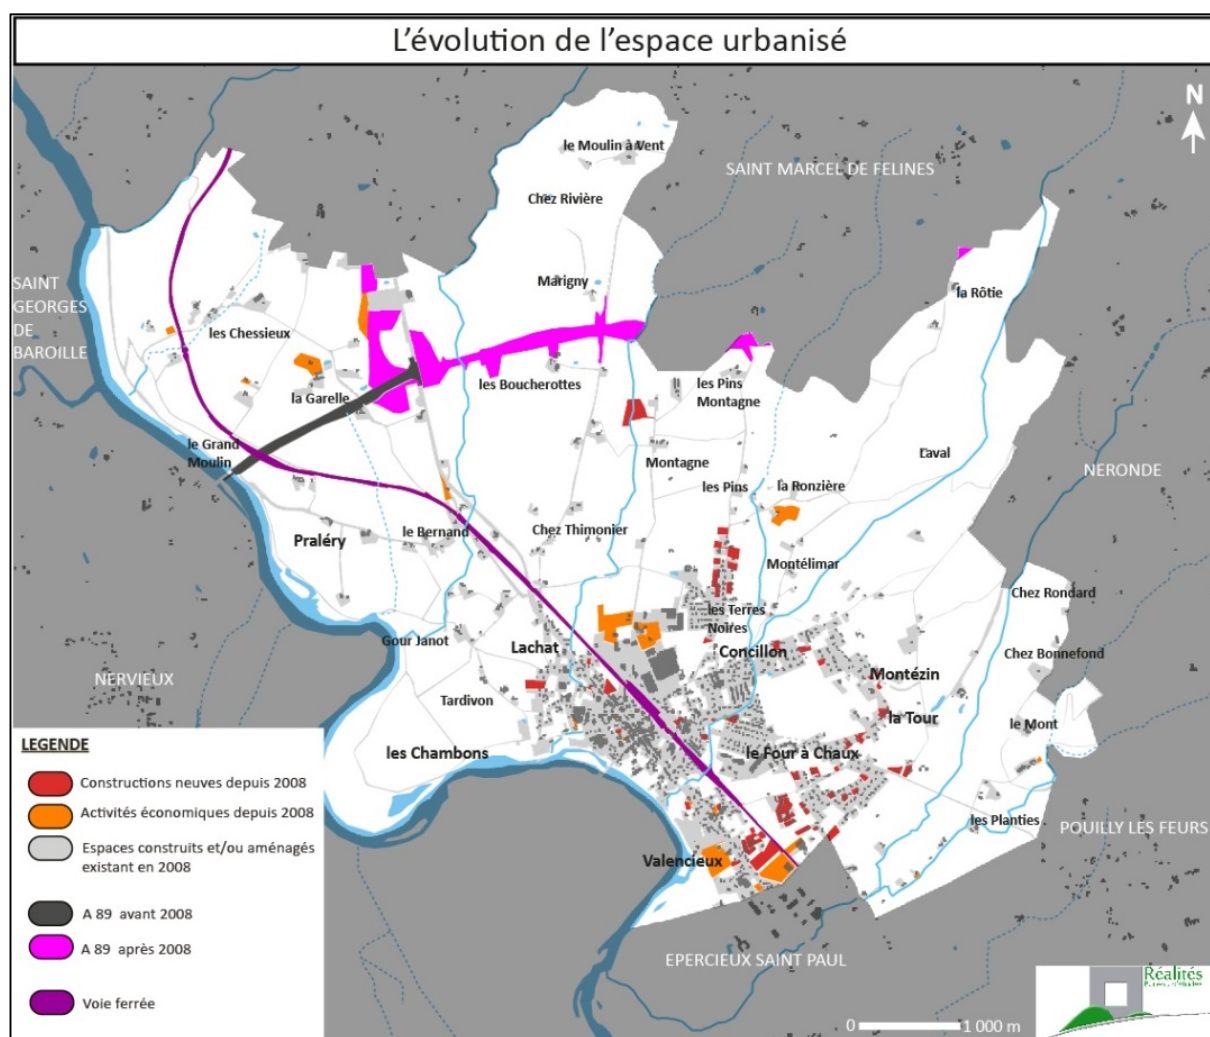 L'évolution de l'espace urbanisé
N
le Moulin à Vent
SAINT MARCEL DE FELINES
Chez Rivière
Marigny
la Rôtie
SAINT
GEORGES
DE
BAROILLE
les Chessieux
les Boucherottes
les Pins
Montagne
la Garelle
le Grand
Moulin
Montagne
Laval
NERONDE
les Pins
la Ronzière
Chez Thimonier
le Bernand
Praléry
Montélimar
Chez Rondard
les Terres
Noires
Gour Janot
Lachat
Concillon
Chez Bonnefond
NERVIEUX
Montézin
Tardivon
la Tour
le Mont
les Chambons
le Four à Chaux
les Planties
POUILLY LES FEURS
Valencieux
EPERCIEUX SAINT PAUL
LEGENDE
Constructions neuves depuis 2008
Activités économiques depuis 2008
Espaces construits et/ou aménagés
existant en 2008
A 89 avant 2008
A 89 après 2008
Voie ferrée
0 1 000 m
Réalités